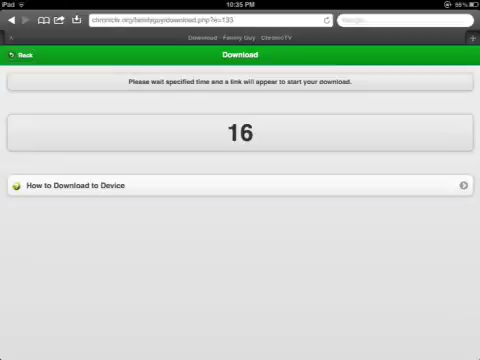 iPad
10:35 PM
Download - Family Guy - ChroniTV
Back
Download
Please wait specified time and a link will appear to start your download.
16
How to Download to Device